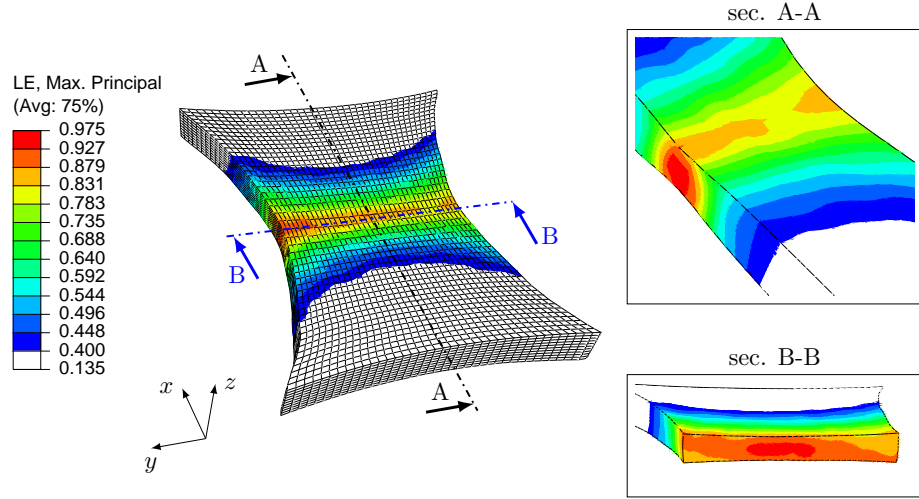 LE, Max. Principal
(Avg: 75%)
0.975
0.927
0.879
0.831
0.783
0.735
0.688
0.640
0.592
0.544
0.496
0.448
0.400
0.135
A
B
B
A
x
z
y
sec. A-A
sec. B-B